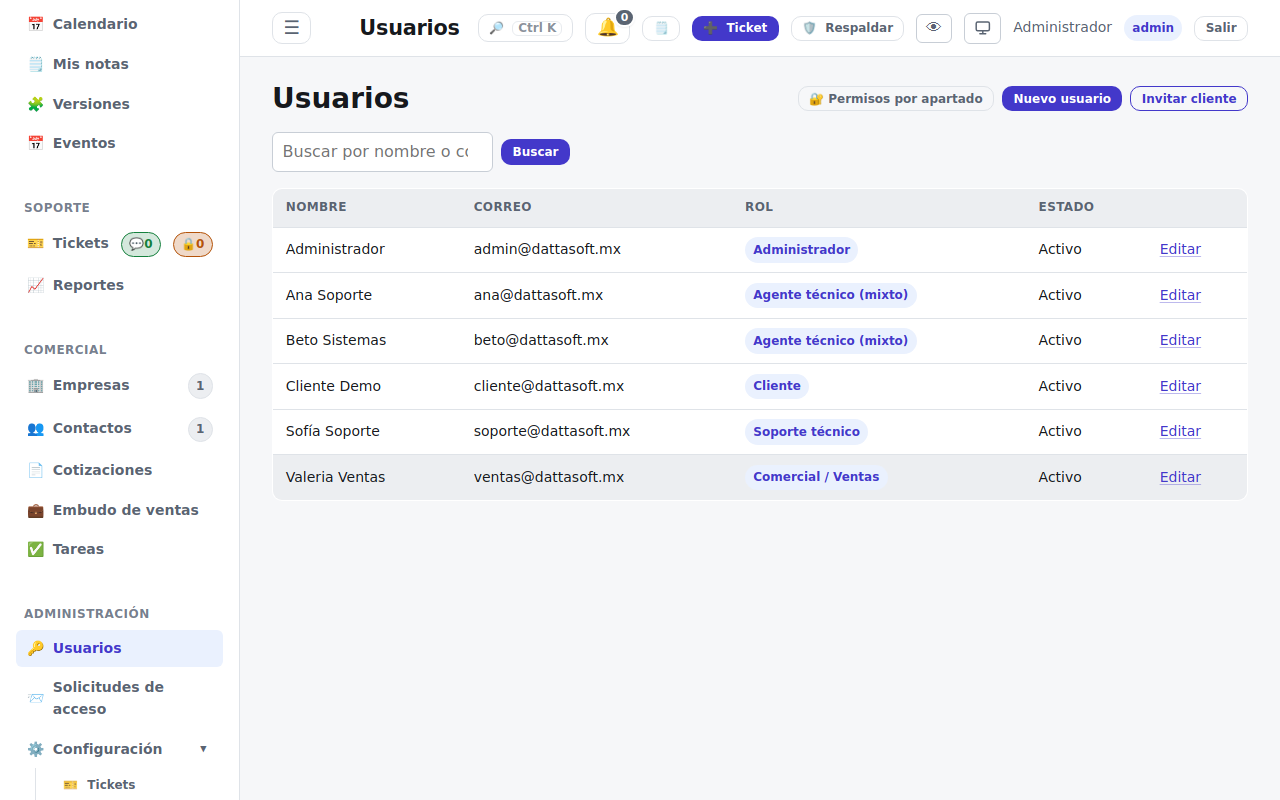 Calendario
Mis notas
Versiones
Eventos
SOPORTE
Tickets 0 0
Reportes
COMERCIAL
Empresas 1
Contactos 1
Cotizaciones
Embudo de ventas
Tareas
ADMINISTRACIÓN
Usuarios
Solicitudes de
acceso
Configuración
Tickets
Usuarios Ctrl K 0 Ticket Respaldar Administrador admin Salir
Usuarios Permisos por apartado Nuevo usuario Invitar cliente
Buscar por nombre o co Buscar
NOMBRE CORREO ROL ESTADO
Administrador admin@dattasoft.mx Administrador Activo Editar
Ana Soporte ana@dattasoft.mx Agente técnico (mixto) Activo Editar
Beto Sistemas beto@dattasoft.mx Agente técnico (mixto) Activo Editar
Cliente Demo cliente@dattasoft.mx Cliente Activo Editar
Sofía Soporte soporte@dattasoft.mx Soporte técnico Activo Editar
Valeria Ventas ventas@dattasoft.mx Comercial / Ventas Activo Editar